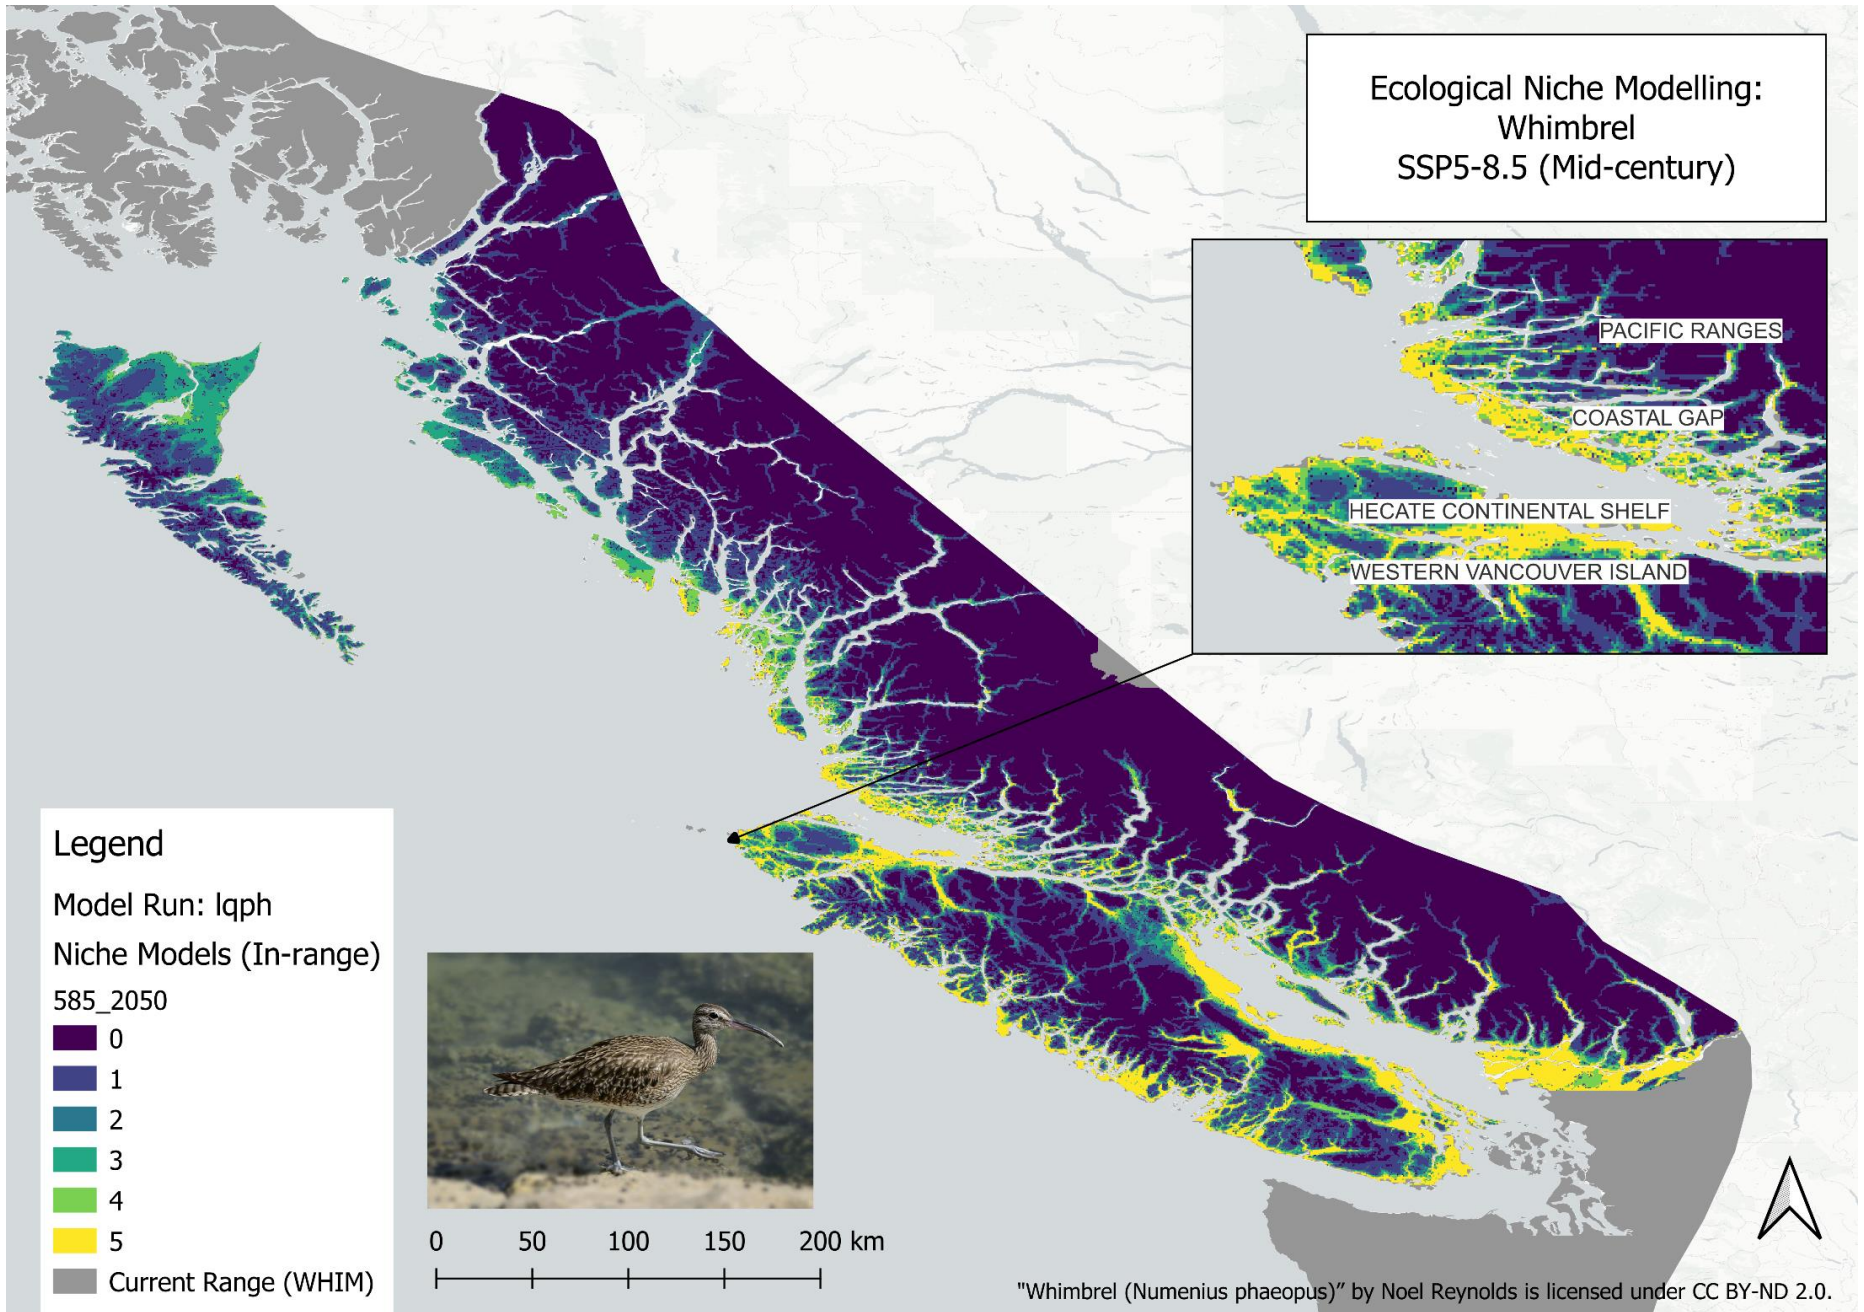 Ecological Niche Modelling:
Whimbrel
SSP5-8.5 (Mid-century)
PACIFIC RANGES
COASTAL GAP
HECATE CONTINENTAL SHELF
WESTERN VANCOUVER ISLAND
Legend
Model Run: lqph
Niche Models (In-range)
585_2050
0
1
2
3
4
5
Current Range (WHIM)
0 50 100 150 200 km
"Whimbrel (Numenius phaeopus)” by Noel Reynolds is licensed under CC BY-ND 2.0.